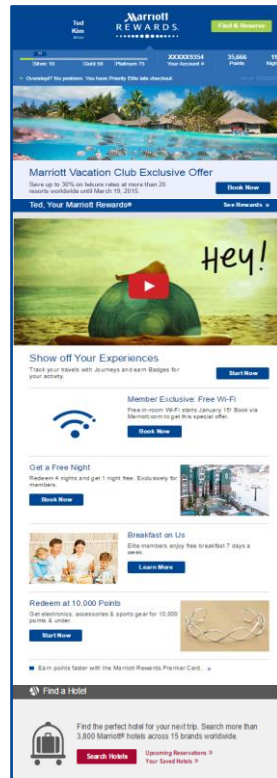 Ted
Kim
Marriott
REWARDS.
Find & Reserve
Silver 10
Gold 50
Platinum 75
XXXXX9354
Your Account »
35,666
Points
11
Overslept? No problem. You have Priority Elite late checkout.
Marriott Vacation Club Exclusive Offer
Save up to 30% on leisure rates at more than 20
resorts worldwide until March 19, 2015.
Book Now
Ted, Your Marriott Rewards®
See Rewards »
Hey!
Show off Your Experiences
Track your travels with Journeys and earn Badges for
your activity.
Start Now
Member Exclusive: Free Wi-Fi
Free in-room Wi-Fi starts January 15! Book via
Marriott.com to get this special offer.
Book Now
Get a Free Night
Redeem 4 nights and get 1 night free. Exclusively for
members.
Book Now
Breakfast on Us
Elite members enjoy free breakfast 7 days a
week.
Learn More
Redeem at 10,000 Points
Get electronics, accessories & sports gear for 10,000
points & under.
Start Now
Earn points faster with the Marriott Rewards Premier Card. »
Find a Hotel
Find the perfect hotel for your next trip. Search more than
3,800 Marriott® hotels across 15 brands worldwide.
Search Hotels
Upcoming Reservations »
Your Saved Hotels »